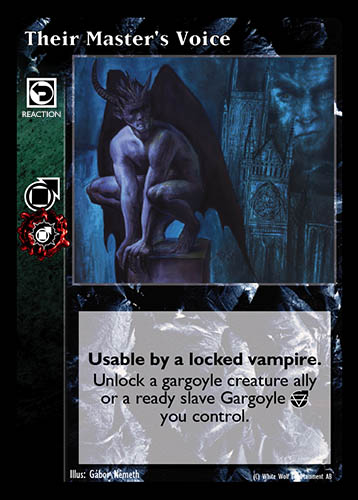 Their Master's Voice
REACTION
Usable by a locked vampire.
Unlock a gargoyle creature ally
or a ready slave Gargoyle
you control.
Illus: Gábor Németh
(C) White Wolf Entertainment AB